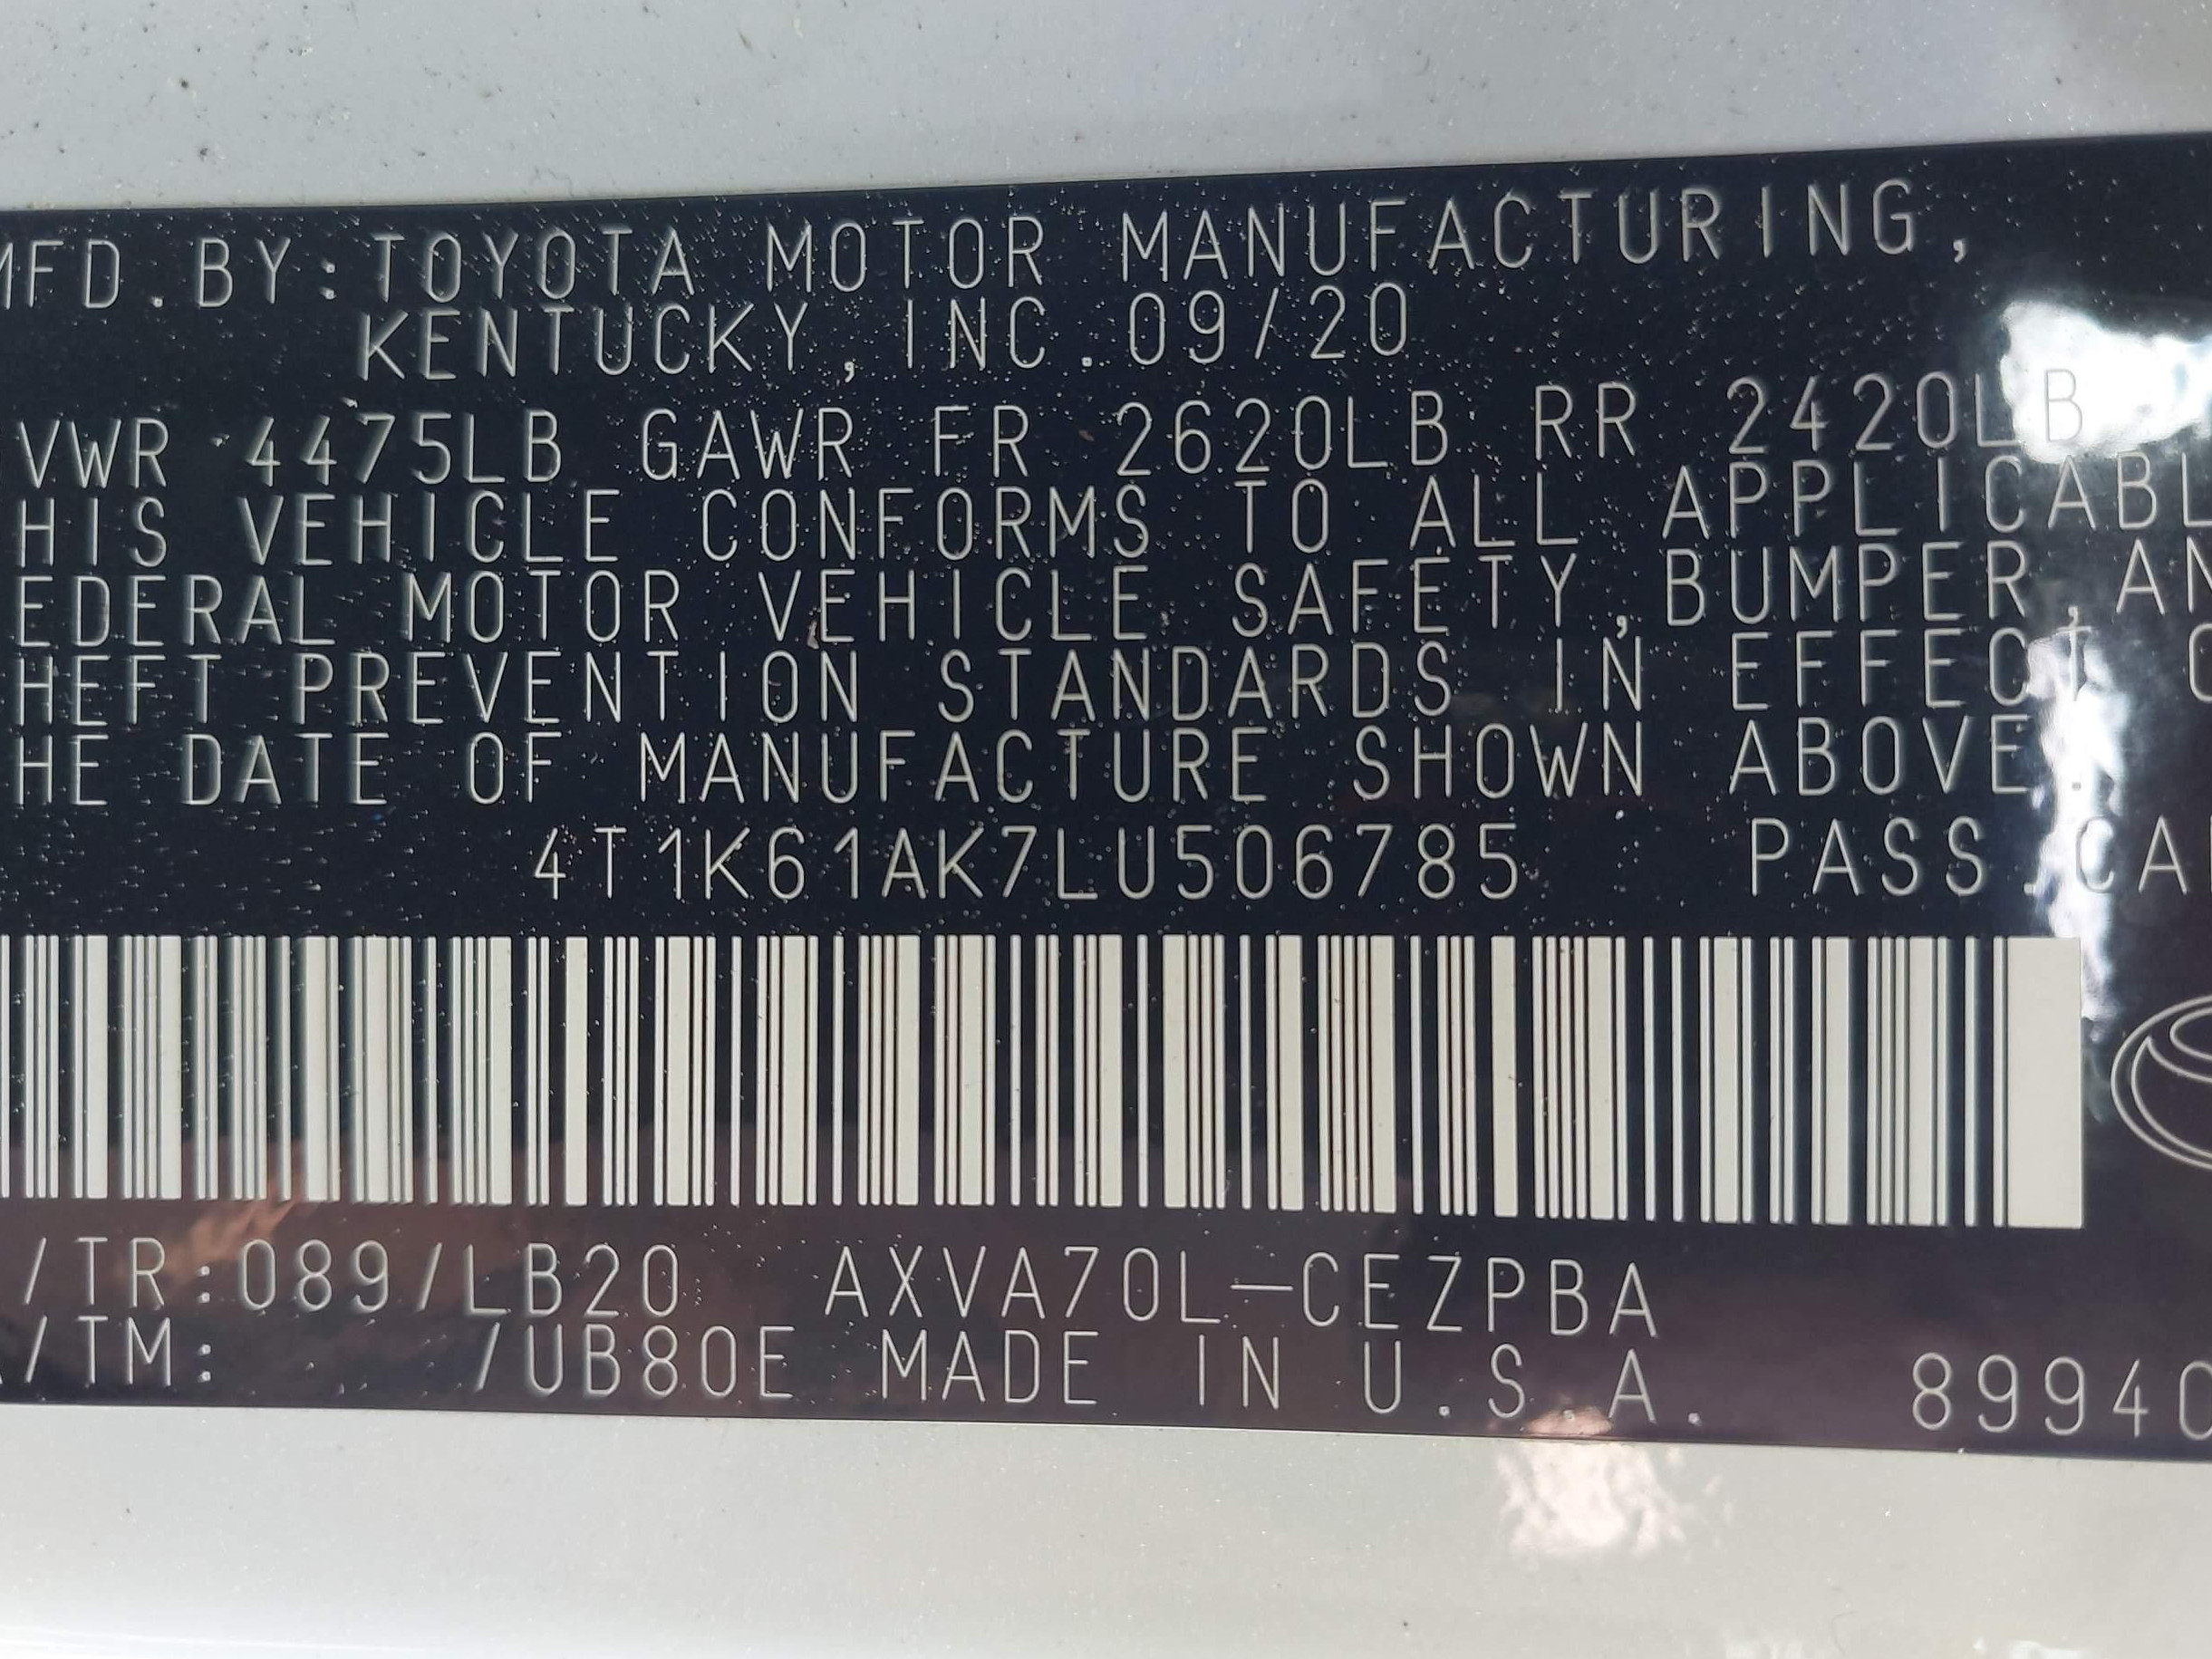 MFD.BY:TOYOTA MOTOR MANUFACTURING,
KENTUCKY, INC.09/20
VWR 4475LB GAWR FR 2620LB RR 2420LB
HIS VEHICLE CONFORMS TO ALL APPLICABL
EDERAL MOTOR VEHICLE SAFETY,BUMPER,AN
HEFT PREVENTION STANDARDS IN EFFECT O
HE DATE OF MANUFACTURE SHOWN ABOVE.
4T1K61AK7LU506785 PASS.CAR
/TR:089/LB20 AXVA70L-CEZPBA
/TM: /UB80E MADE IN U.S.A. 89940